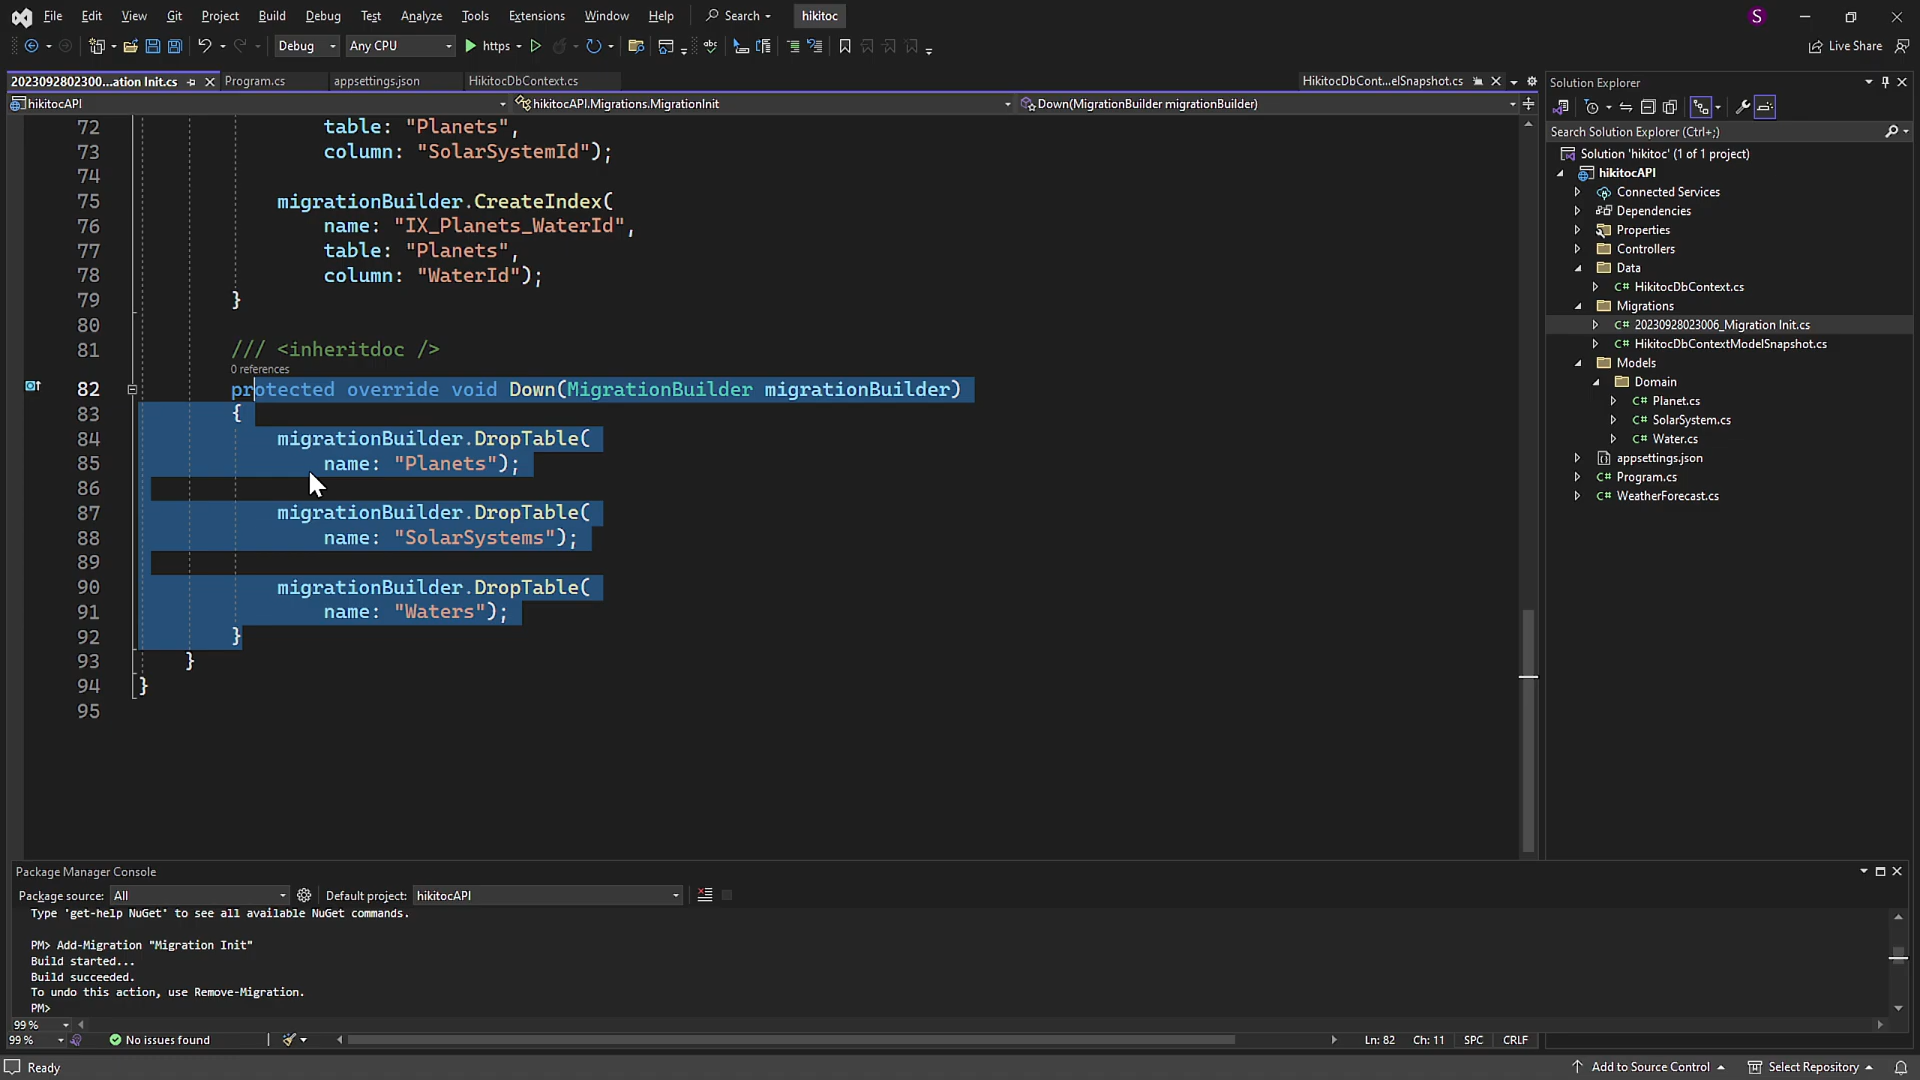 File Edit View Git Project Build Debug Test Analyze Tools Extensions Window Help Search hikitoc S
Debug Any CPU https Live Share
2023092802300...ation Init.cs Program.cs appsettings.json HikitocDbContext.cs HikitocDbCont...elSnapshot.cs
hikitocAPI hikitocAPI.Migrations.MigrationInit Down(MigrationBuilder migrationBuilder)
72 table: "Planets",
73 column: "SolarSystemId");
74
75 migrationBuilder.CreateIndex(
76 name: "IX_Planets_WaterId",
77 table: "Planets",
78 column: "WaterId");
79 }
80
81 /// <inheritdoc />
0 references
82 protected override void Down(MigrationBuilder migrationBuilder)
83 {
84 migrationBuilder.DropTable(
85 name: "Planets");
86
87 migrationBuilder.DropTable(
88 name: "SolarSystems");
89
90 migrationBuilder.DropTable(
91 name: "Waters");
92 }
93 }
94 }
95
Solution Explorer
Search Solution Explorer (Ctrl+;)
Solution 'hikitoc' (1 of 1 project)
hikitocAPI
Connected Services
Dependencies
Properties
Controllers
Data
C# HikitocDbContext.cs
Migrations
C# 20230928023006_Migration Init.cs
C# HikitocDbContextModelSnapshot.cs
Models
Domain
C# Planet.cs
C# SolarSystem.cs
C# Water.cs
appsettings.json
C# Program.cs
C# WeatherForecast.cs
Package Manager Console
Package source: All Default project: hikitocAPI
Type 'get-help NuGet' to see all available NuGet commands.
PM> Add-Migration "Migration Init"
Build started...
Build succeeded.
To undo this action, use Remove-Migration.
PM>
99 %
99 % No issues found Ln: 82 Ch: 11 SPC CRLF
Ready Add to Source Control Select Repository